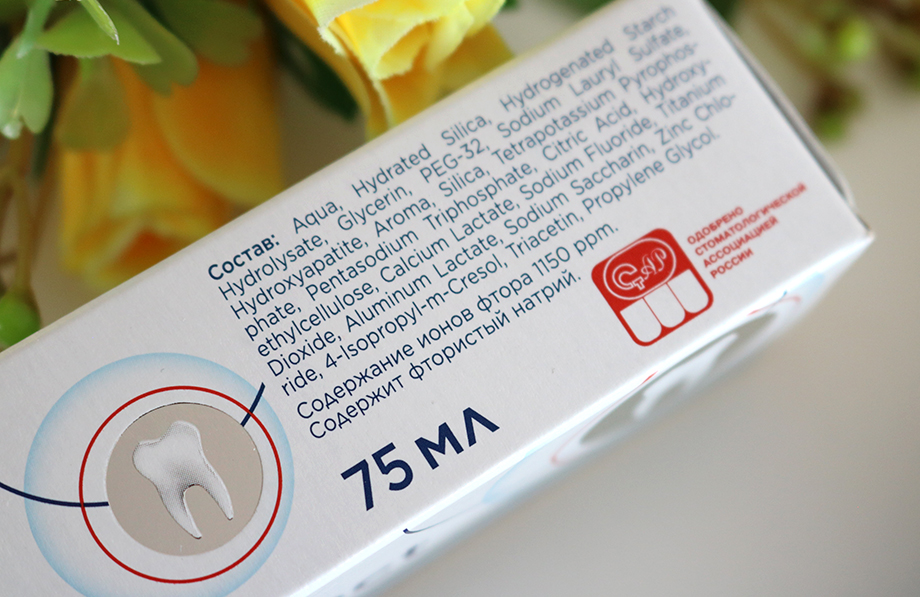 Состав: Aqua, Hydrated Silica, Hydrogenated Starch
Hydrolysate, Glycerin, PEG-32, Sodium Lauryl Sulfate,
Hydroxyapatite, Aroma, Silica, Tetrapotassium Pyrophos-
phate, Pentasodium Triphosphate, Citric Acid, Hydroxy-
ethylcellulose, Calcium Lactate, Sodium Fluoride, Titanium
Dioxide, Aluminum Lactate, Sodium Saccharin, Zinc Chlo-
ride, 4-Isopropyl-m-Cresol, Triacetin, Propylene Glycol.
Содержание ионов фтора 1150 ppm.
Содержит фтористый натрий.
75 МЛ
СтАР
ОДОБРЕНО
СТОМАТОЛОГИЧЕСКОЙ
АССОЦИАЦИЕЙ
РОССИИ